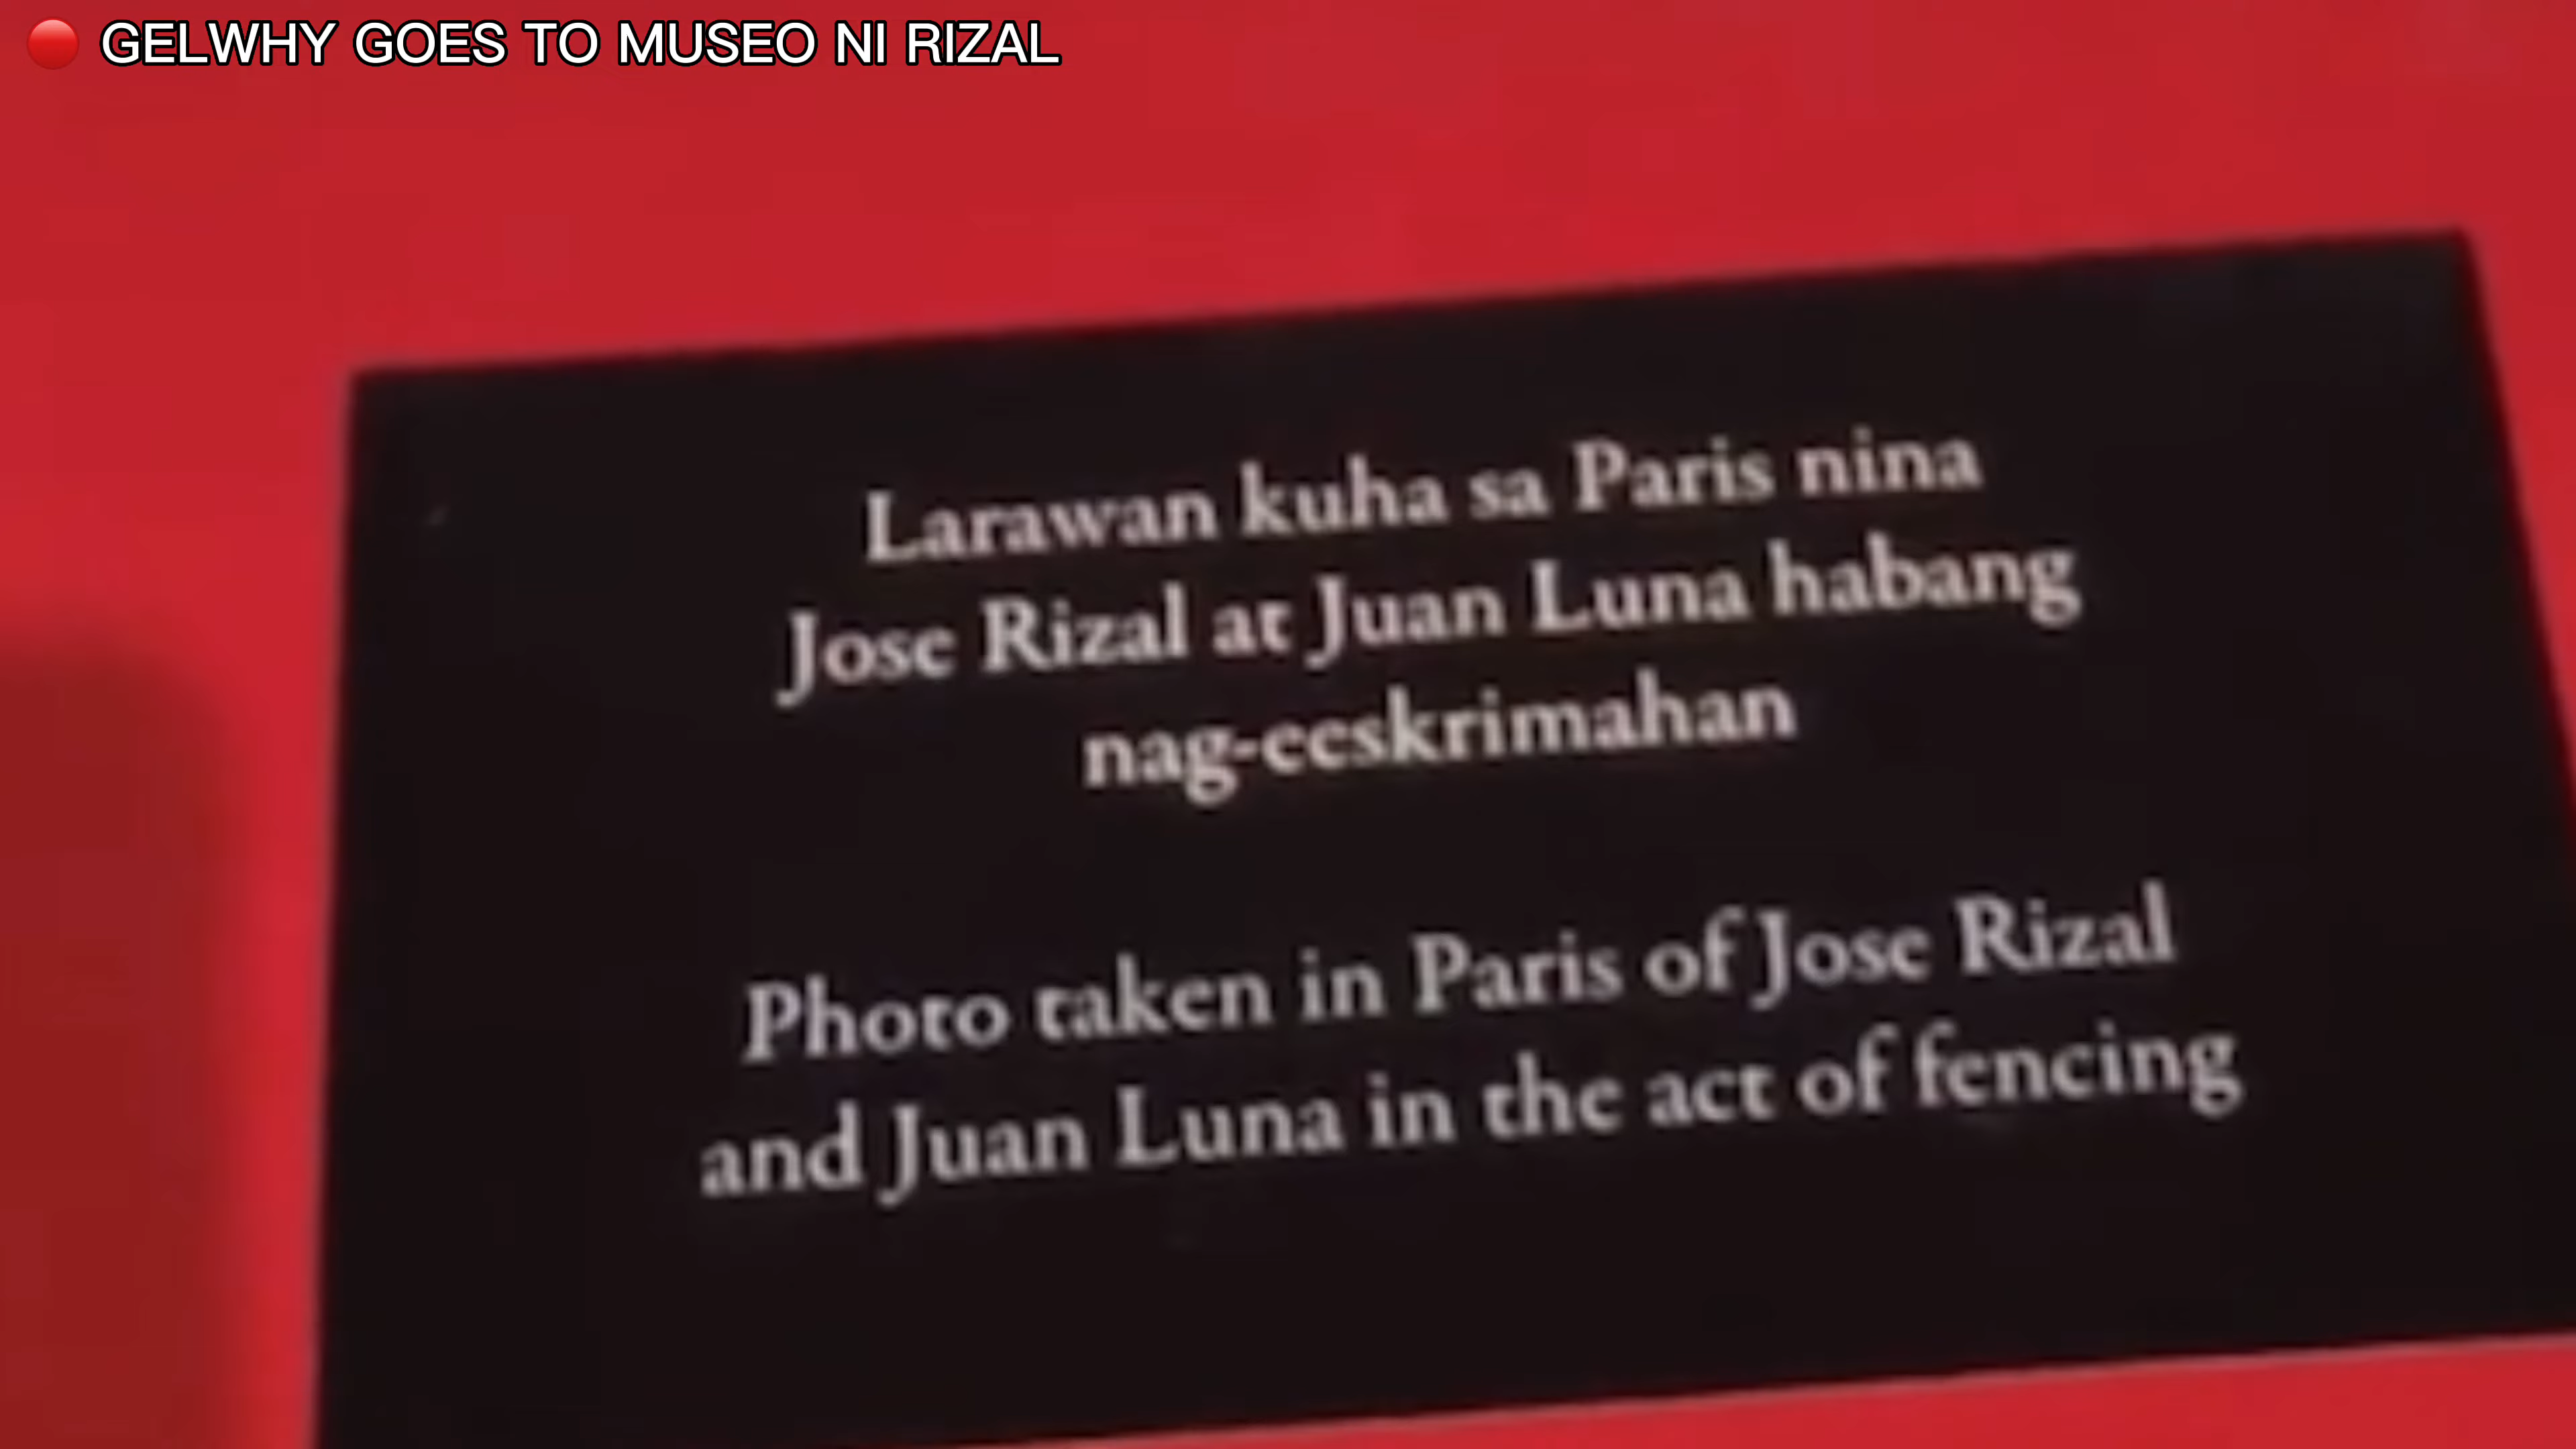 GELWHY GOES TO MUSEO NI RIZAL
Larawan kuha sa Paris nina
Jose Rizal at Juan Luna habang
nag-eeskrimahan
Photo taken in Paris of Jose Rizal
and Juan Luna in the act of fencing